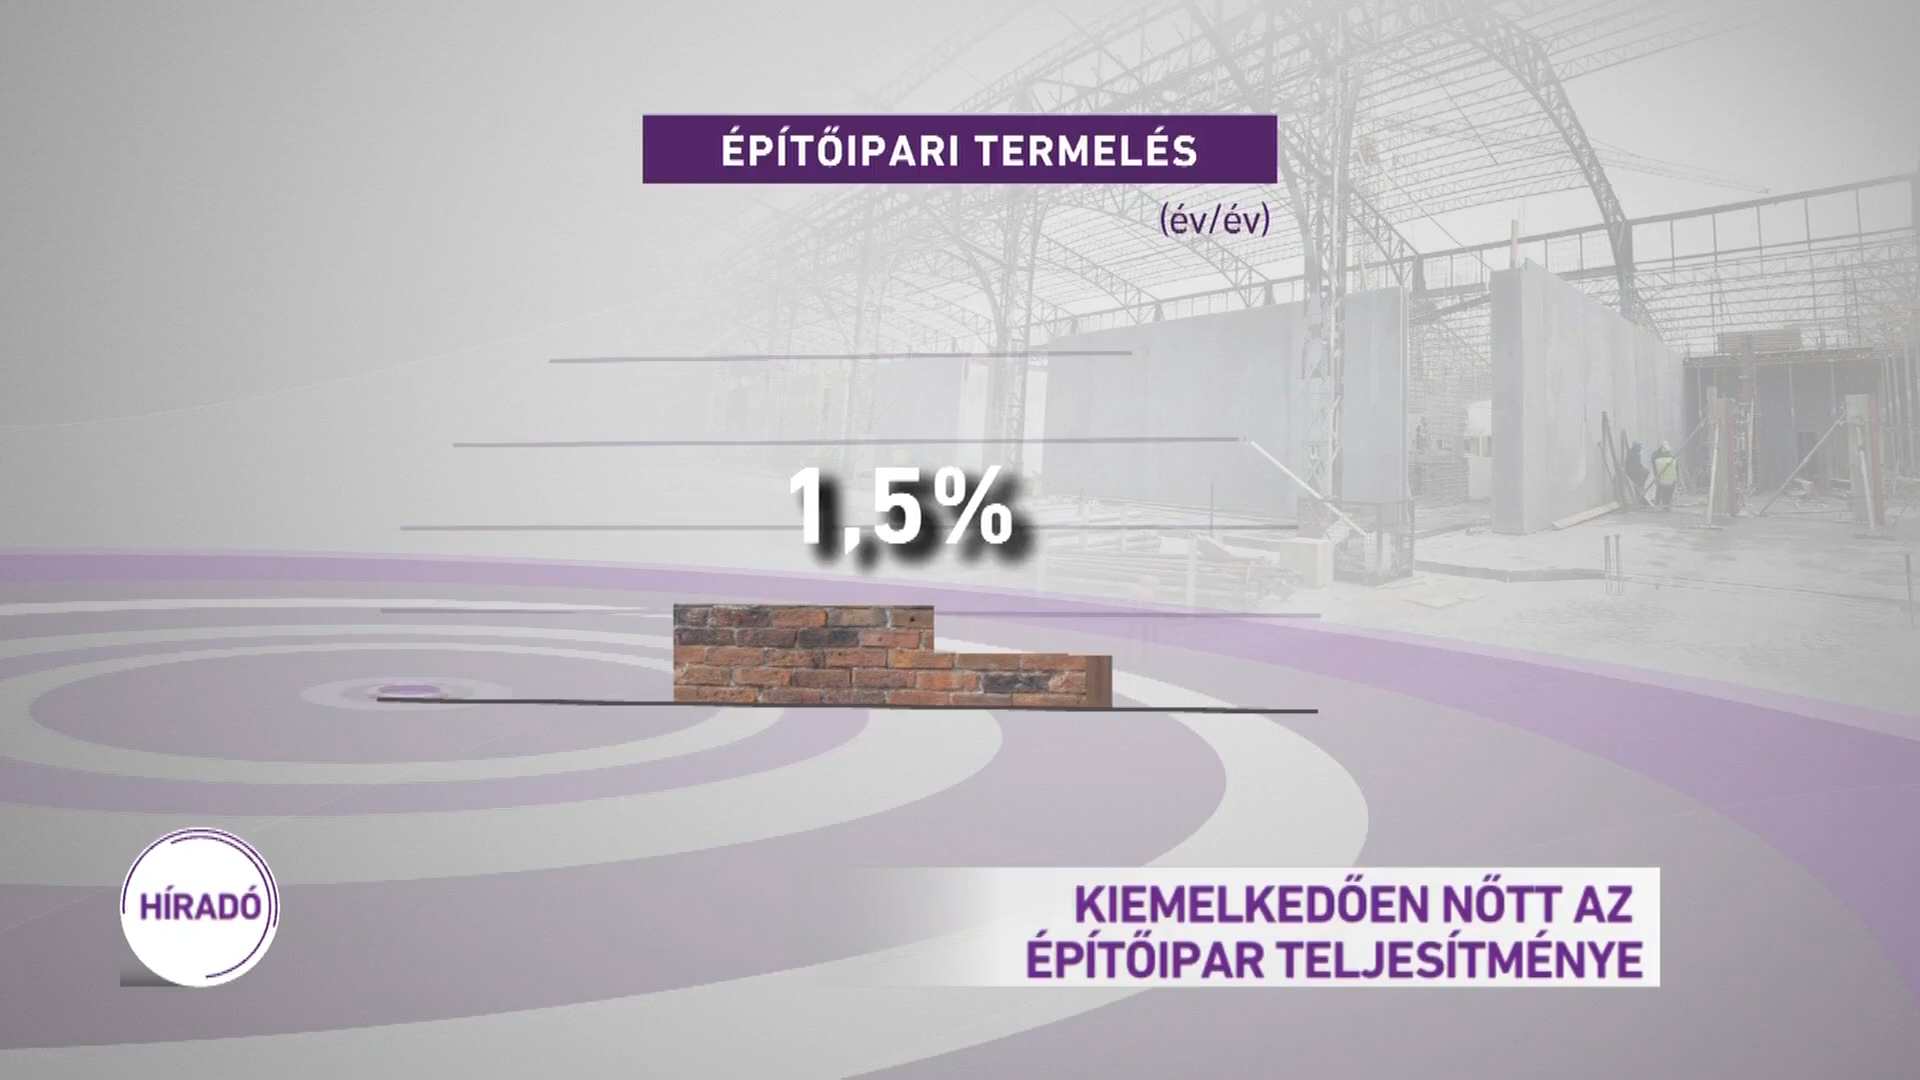 ÉPÍTŐIPARI TERMELÉS
(év/év)
1,5%
HÍRADÓ
KIEMELKEDŐEN NŐTT AZ
ÉPÍTŐIPAR TELJESÍTMÉNYE